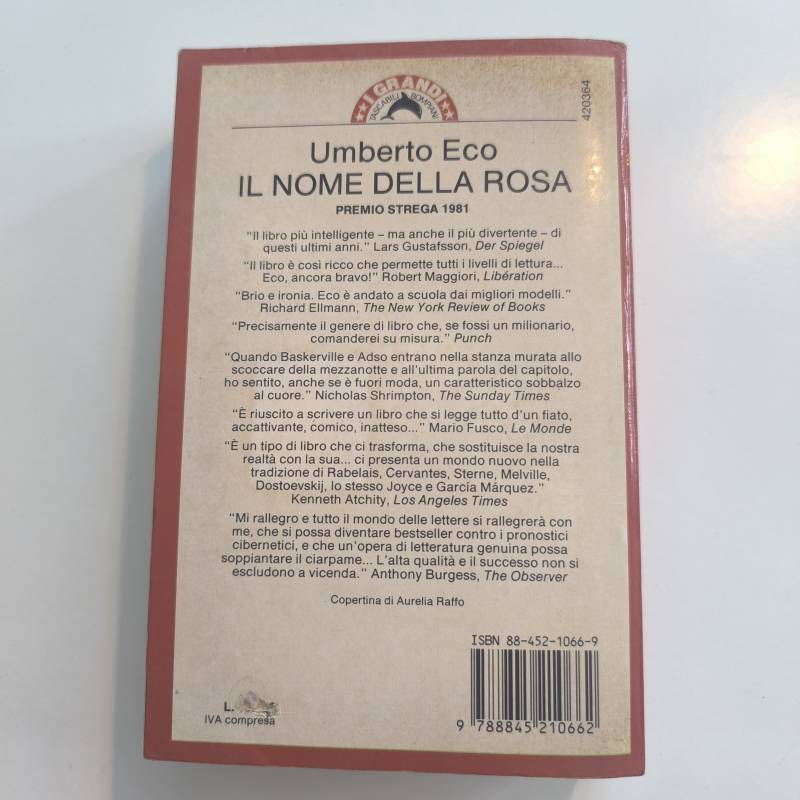 I GRANDI
TASCABILI BOMPIANI
420364
Umberto Eco
IL NOME DELLA ROSA
PREMIO STREGA 1981
“Il libro più intelligente – ma anche il più divertente – di
questi ultimi anni.” Lars Gustafsson, Der Spiegel
“Il libro è così ricco che permette tutti i livelli di lettura...
Eco, ancora bravo!” Robert Maggiori, Libération
“Brio e ironia. Eco è andato a scuola dai migliori modelli.”
Richard Ellmann, The New York Review of Books
“Precisamente il genere di libro che, se fossi un milionario,
comanderei su misura.” Punch
“Quando Baskerville e Adso entrano nella stanza murata allo
scoccare della mezzanotte e all'ultima parola del capitolo,
ho sentito, anche se è fuori moda, un caratteristico sobbalzo
al cuore.” Nicholas Shrimpton, The Sunday Times
“È riuscito a scrivere un libro che si legge tutto d'un fiato,
accattivante, comico, inatteso...” Mario Fusco, Le Monde
“È un tipo di libro che ci trasforma, che sostituisce la nostra
realtà con la sua... ci presenta un mondo nuovo nella
tradizione di Rabelais, Cervantes, Sterne, Melville,
Dostoevskij, lo stesso Joyce e García Márquez.”
Kenneth Atchity, Los Angeles Times
“Mi rallegro e tutto il mondo delle lettere si rallegrerà con
me, che si possa diventare bestseller contro i pronostici
cibernetici, e che un'opera di letteratura genuina possa
soppiantare il ciarpame... L'alta qualità e il successo non si
escludono a vicenda.” Anthony Burgess, The Observer
Copertina di Aurelia Raffo
ISBN 88-452-1066-9
9 788845 210662
L.
IVA compresa